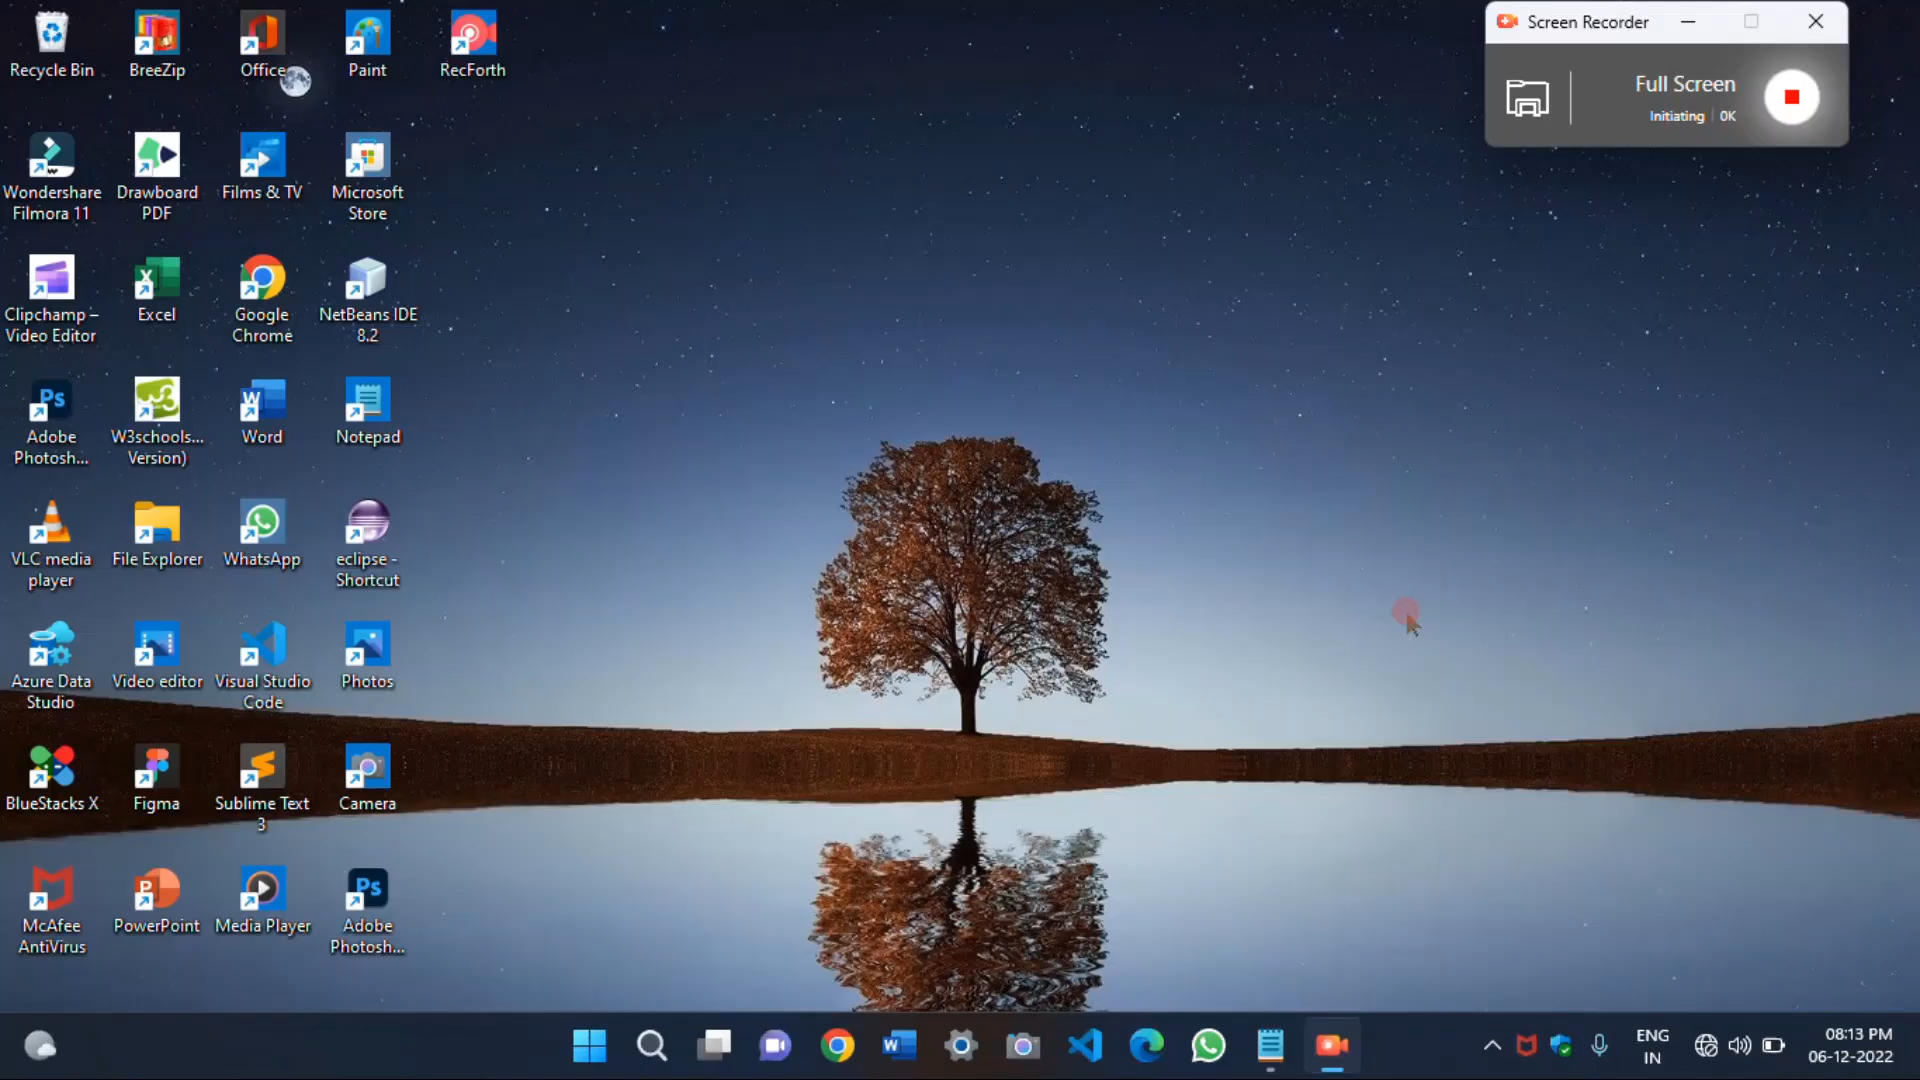 Recycle Bin
BreeZip
Office
Paint
RecForth
Screen Recorder
Full Screen
Initiating
0K
Wondershare
Filmora 11
Drawboard
PDF
Films & TV
Microsoft
Store
Clipchamp –
Video Editor
Excel
Google
Chrome
NetBeans IDE
8.2
Ps
Adobe
Photosh...
W3schools...
Version)
Word
Notepad
VLC media
player
File Explorer
WhatsApp
eclipse -
Shortcut
Azure Data
Studio
Video editor
Visual Studio
Code
Photos
BlueStacks X
Figma
Sublime Text
3
Camera
McAfee
AntiVirus
PowerPoint
Media Player
Ps
Adobe
Photosh...
ENG
IN
08:13 PM
06-12-2022